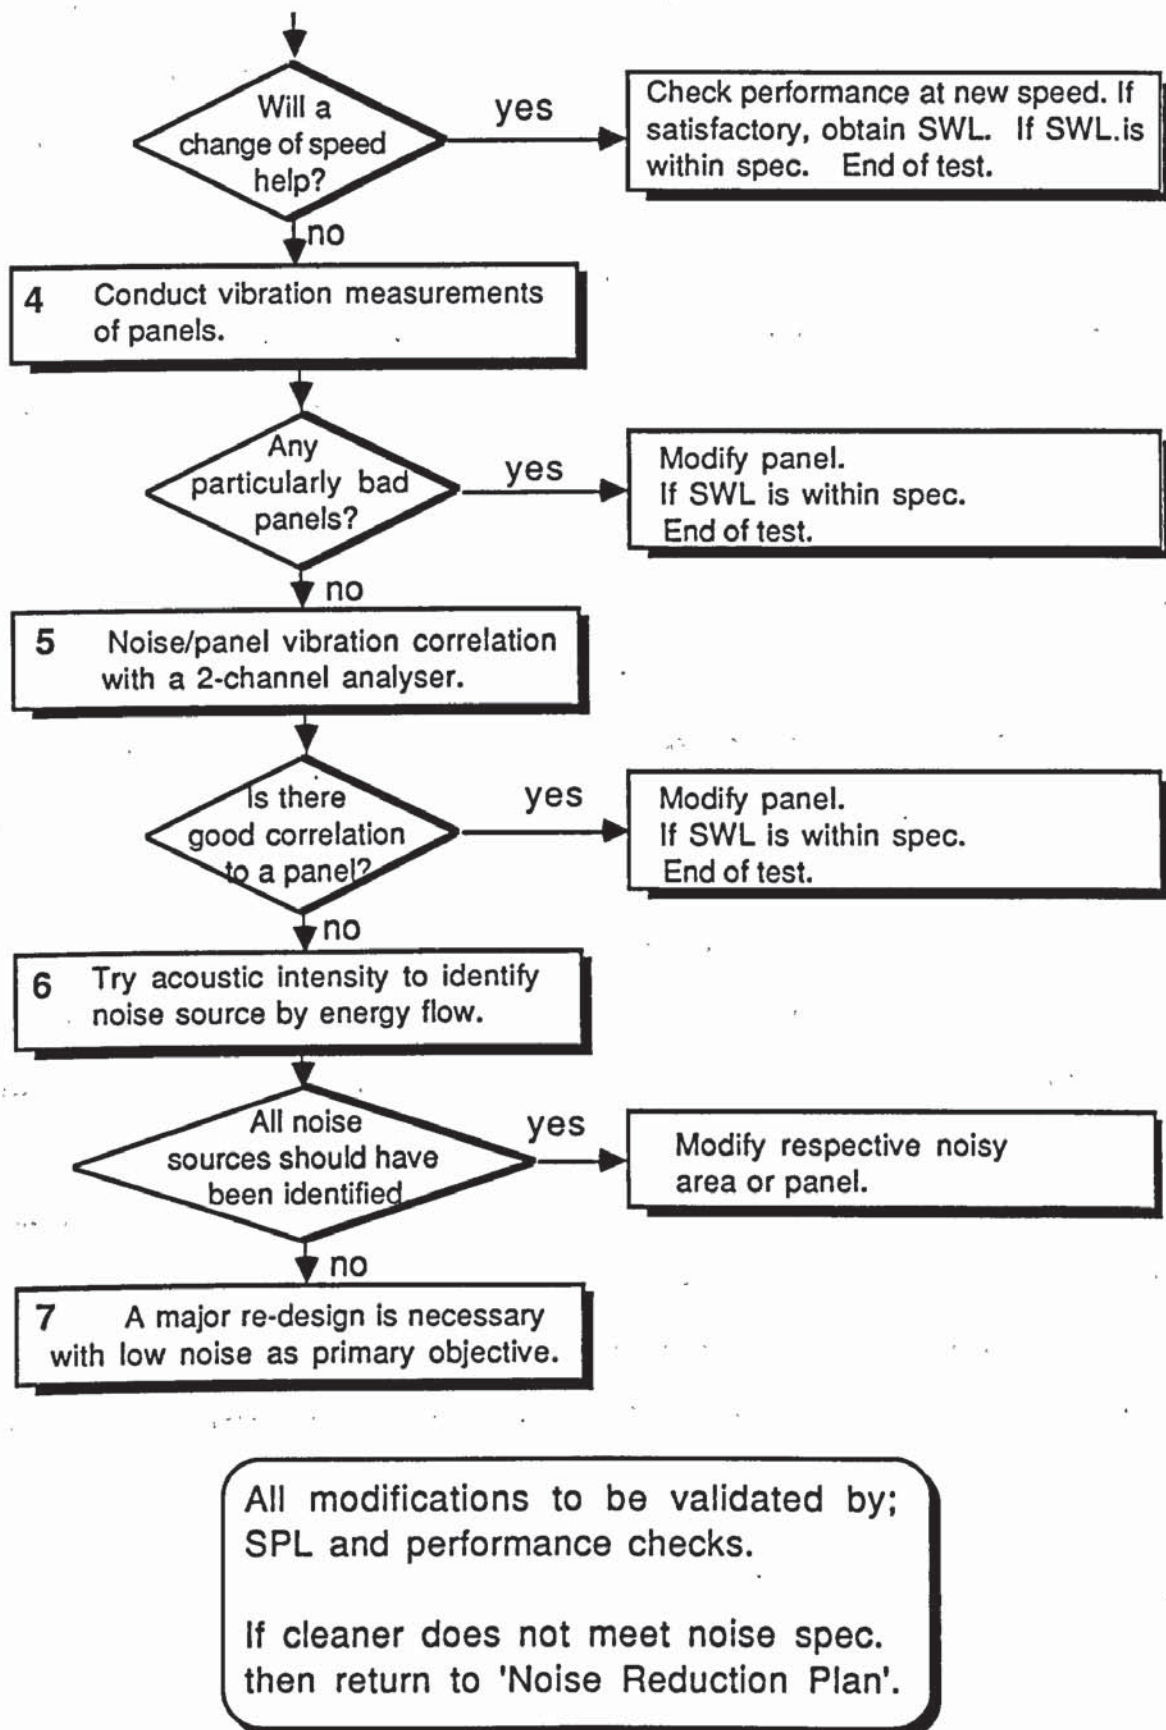 Will a
change of speed
help?
yes
Check performance at new speed. If
satisfactory, obtain SWL. If SWL.is
within spec. End of test.
no
4 Conduct vibration measurements
of panels.
Any
particularly bad
panels?
yes
Modify panel.
If SWL is within spec.
End of test.
no
5 Noise/panel vibration correlation
with a 2-channel analyser.
Is there
good correlation
to a panel?
yes
Modify panel.
If SWL is within spec.
End of test.
no
6 Try acoustic intensity to identify
noise source by energy flow.
All noise
sources should have
been identified
yes
Modify respective noisy
area or panel.
no
7 A major re-design is necessary
with low noise as primary objective.
All modifications to be validated by;
SPL and performance checks.
If cleaner does not meet noise spec.
then return to 'Noise Reduction Plan'.